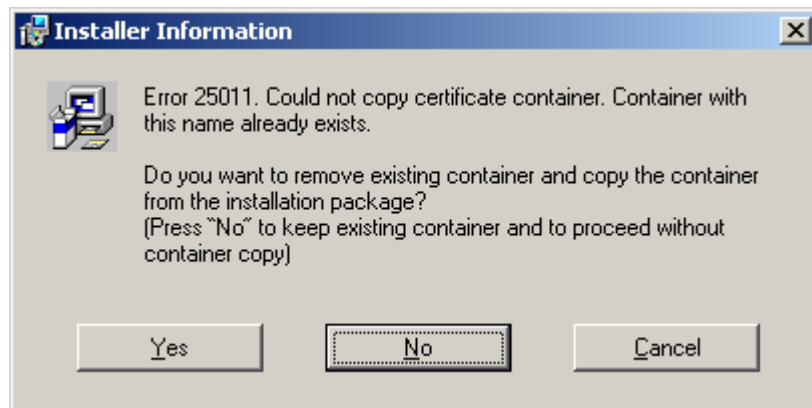 Installer Information
Error 25011. Could not copy certificate container. Container with
this name already exists.
Do you want to remove existing container and copy the container
from the installation package?
(Press "No" to keep existing container and to proceed without
container copy)
Yes
No
Cancel